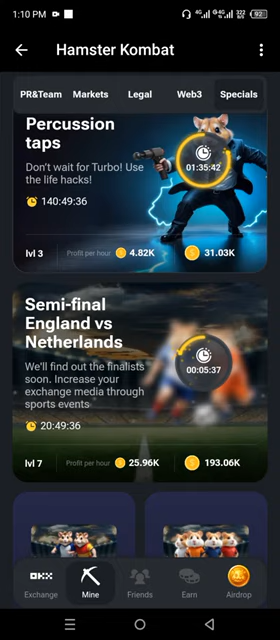 1:10 PM
4G 4G 322 B/S 92
Hamster Kombat
PR&Team Markets Legal Web3 Specials
Percussion
taps
Don't wait for Turbo! Use
the life hacks!
140:49:36
01:35:42
lvl 3 Profit per hour 4.82K 31.03K
Semi-final
England vs
Netherlands
We'll find out the finalists
soon. Increase your
exchange media through
sports events
20:49:36
00:05:37
lvl 7 Profit per hour 25.96K 193.06K
Exchange Mine Friends Earn Airdrop